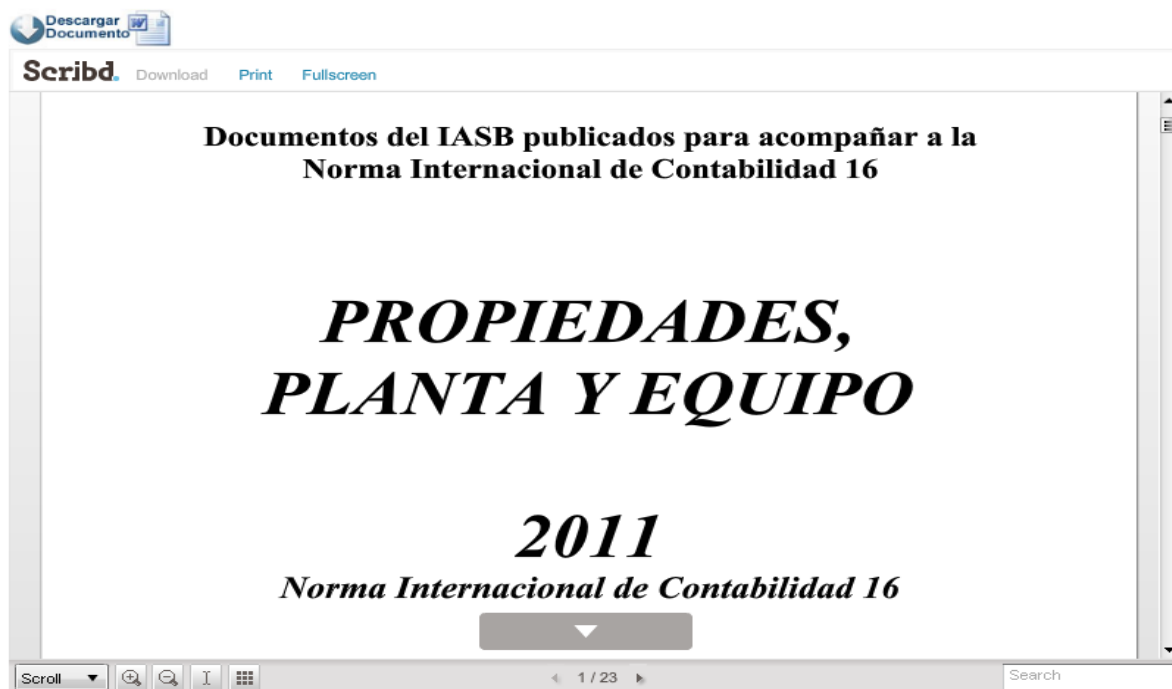 Descargar
Documento
Scribd. Download Print Fullscreen
Documentos del IASB publicados para acompañar a la
Norma Internacional de Contabilidad 16
PROPIEDADES,
PLANTA Y EQUIPO
2011
Norma Internacional de Contabilidad 16
Scroll 1 / 23 Search